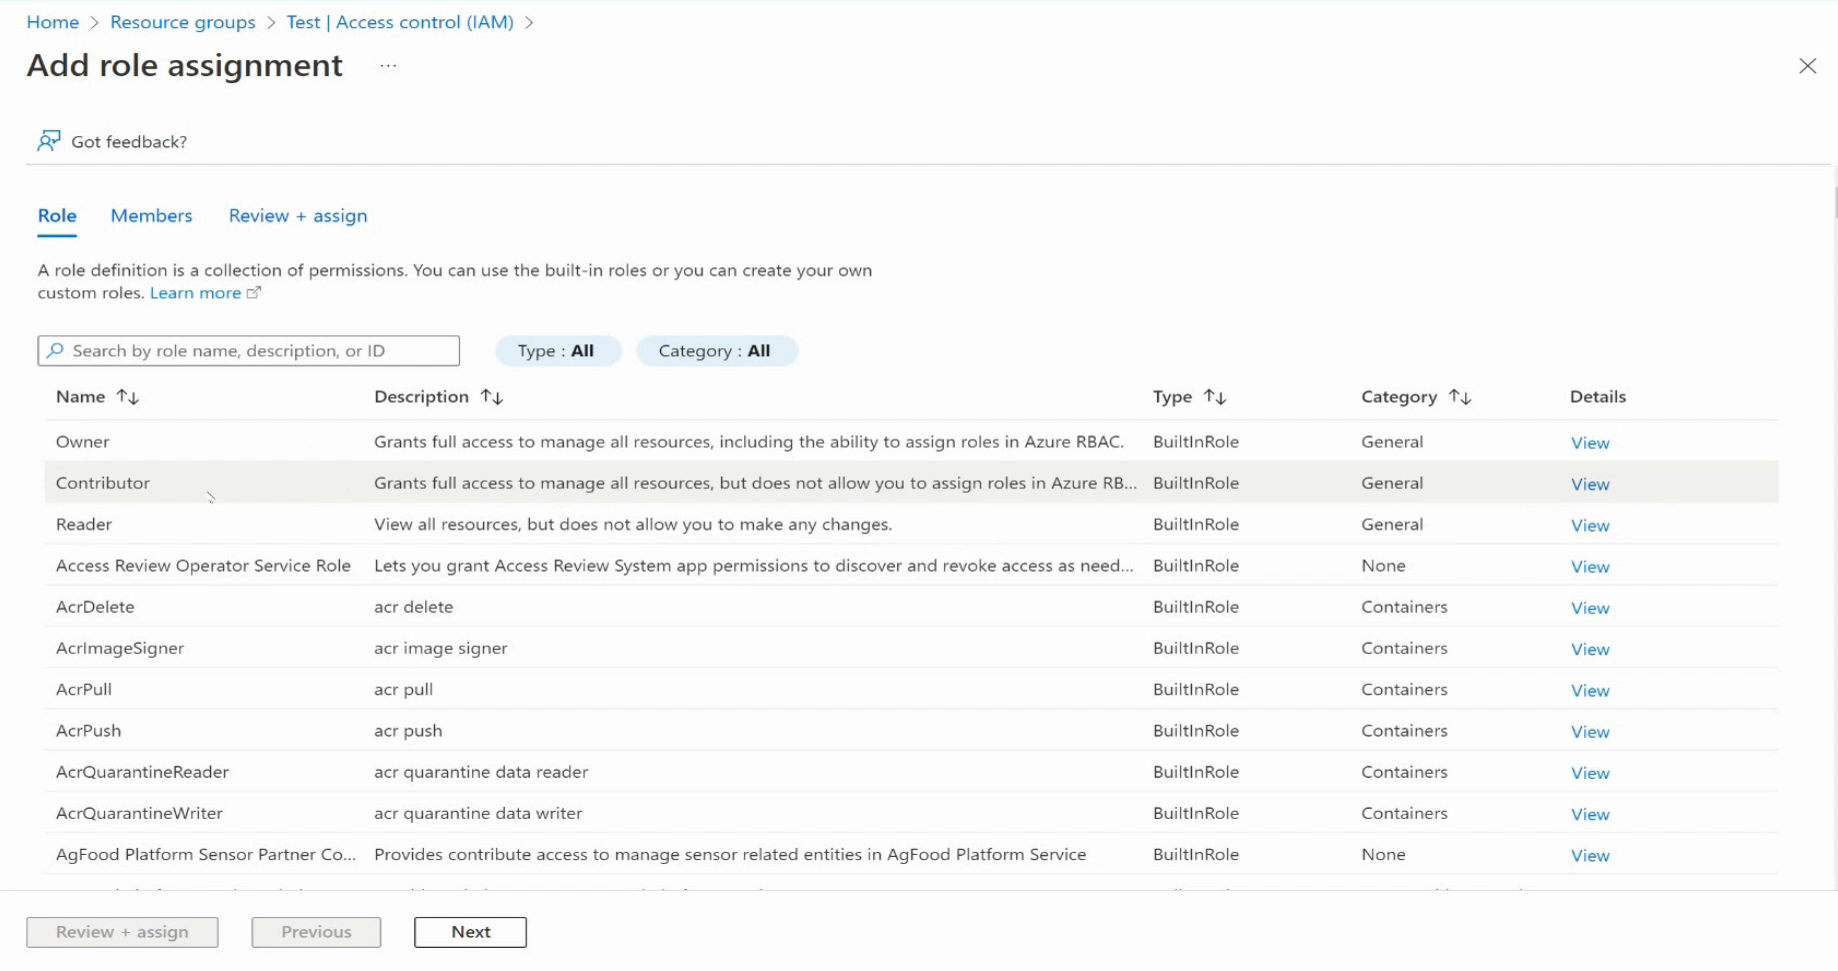 Home > Resource groups > Test | Access control (IAM) >
Add role assignment ...
Got feedback?
Role Members Review + assign
A role definition is a collection of permissions. You can use the built-in roles or you can create your own
custom roles. Learn more
Search by role name, description, or ID Type : All Category : All
Name Description Type Category Details
Owner Grants full access to manage all resources, including the ability to assign roles in Azure RBAC. BuiltInRole General View
Contributor Grants full access to manage all resources, but does not allow you to assign roles in Azure RB... BuiltInRole General View
Reader View all resources, but does not allow you to make any changes. BuiltInRole General View
Access Review Operator Service Role Lets you grant Access Review System app permissions to discover and revoke access as need... BuiltInRole None View
AcrDelete acr delete BuiltInRole Containers View
AcrImageSigner acr image signer BuiltInRole Containers View
AcrPull acr pull BuiltInRole Containers View
AcrPush acr push BuiltInRole Containers View
AcrQuarantineReader acr quarantine data reader BuiltInRole Containers View
AcrQuarantineWriter acr quarantine data writer BuiltInRole Containers View
AgFood Platform Sensor Partner Co... Provides contribute access to manage sensor related entities in AgFood Platform Service BuiltInRole None View
Review + assign Previous Next